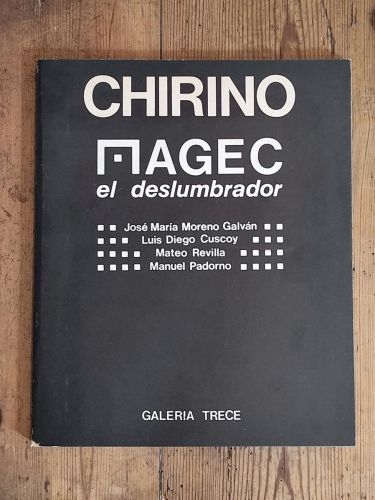 CHIRINO
MAGEC
el deslumbrador
José María Moreno Galván
Luis Diego Cuscoy
Mateo Revilla
Manuel Padorno
GALERIA TRECE